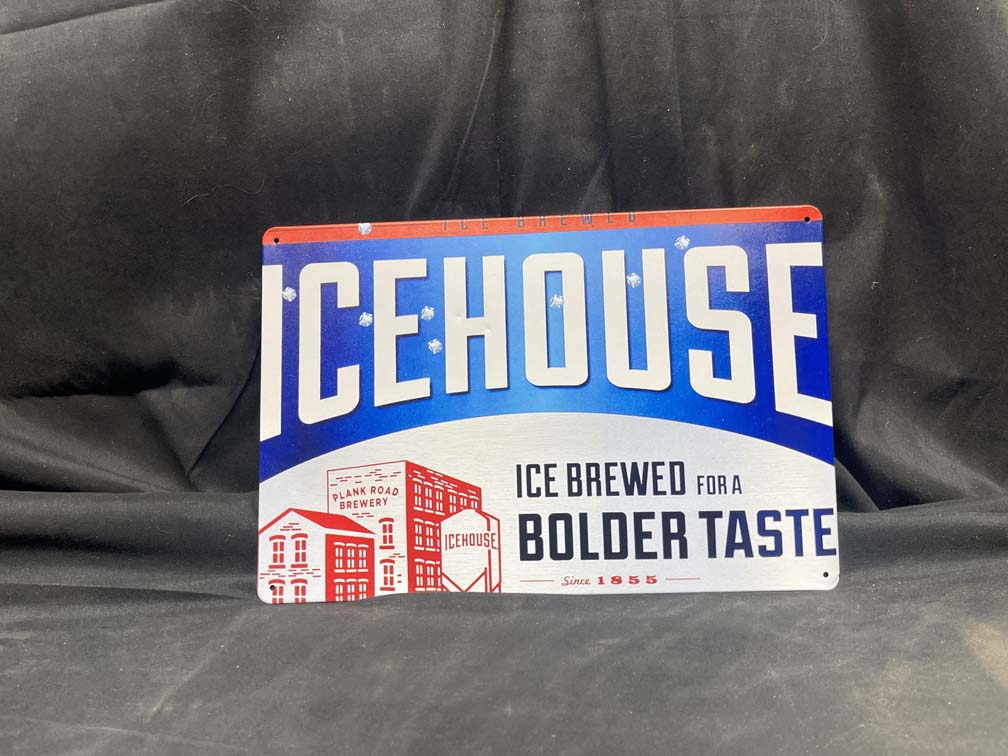 ICE BREWED
ICEHOUSE
ICE BREWED FOR A
BOLDER TASTE
Since 1855
PLANK ROAD
BREWERY
ICEHOUSE